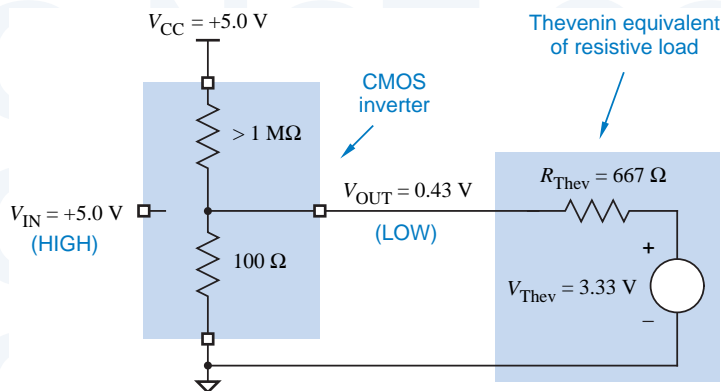 V_CC = +5.0 V
Thevenin equivalent
of resistive load
CMOS
inverter
> 1 MΩ
R_Thev = 667 Ω
V_OUT = 0.43 V
V_IN = +5.0 V
(HIGH)
(LOW)
100 Ω
+
V_Thev = 3.33 V
−